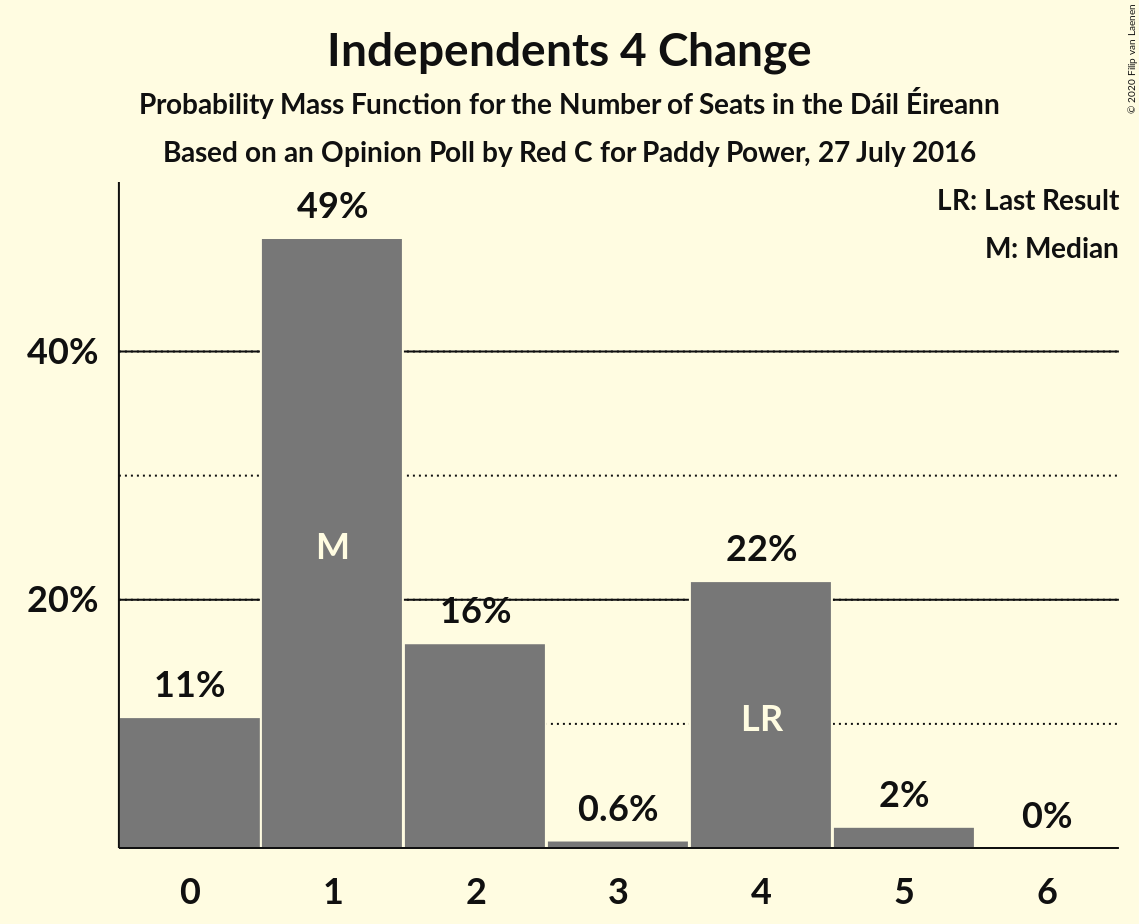 Independents 4 Change
Probability Mass Function for the Number of Seats in the Dáil Éireann
Based on an Opinion Poll by Red C for Paddy Power, 27 July 2016
© 2020 Filip van Laenen
LR: Last Result
M: Median
49%
40%
M
22%
20%
16%
11%
LR
0.6%
2%
0%
0 1 2 3 4 5 6